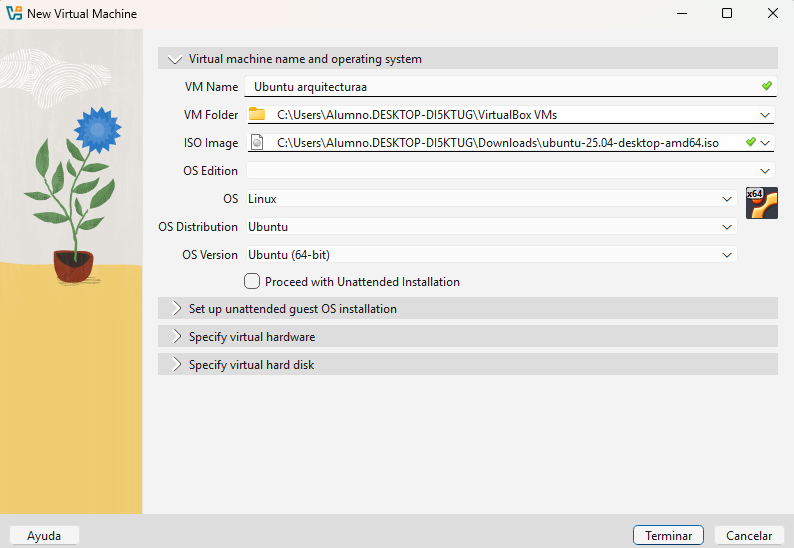 New Virtual Machine
Virtual machine name and operating system
VM Name Ubuntu arquitecturaa
VM Folder C:\Users\Alumno.DESKTOP-DI5KTUG\VirtualBox VMs
ISO Image C:\Users\Alumno.DESKTOP-DI5KTUG\Downloads\ubuntu-25.04-desktop-amd64.iso
OS Edition
OS Linux
x64
OS Distribution Ubuntu
OS Version Ubuntu (64-bit)
Proceed with Unattended Installation
Set up unattended guest OS installation
Specify virtual hardware
Specify virtual hard disk
Ayuda Terminar Cancelar